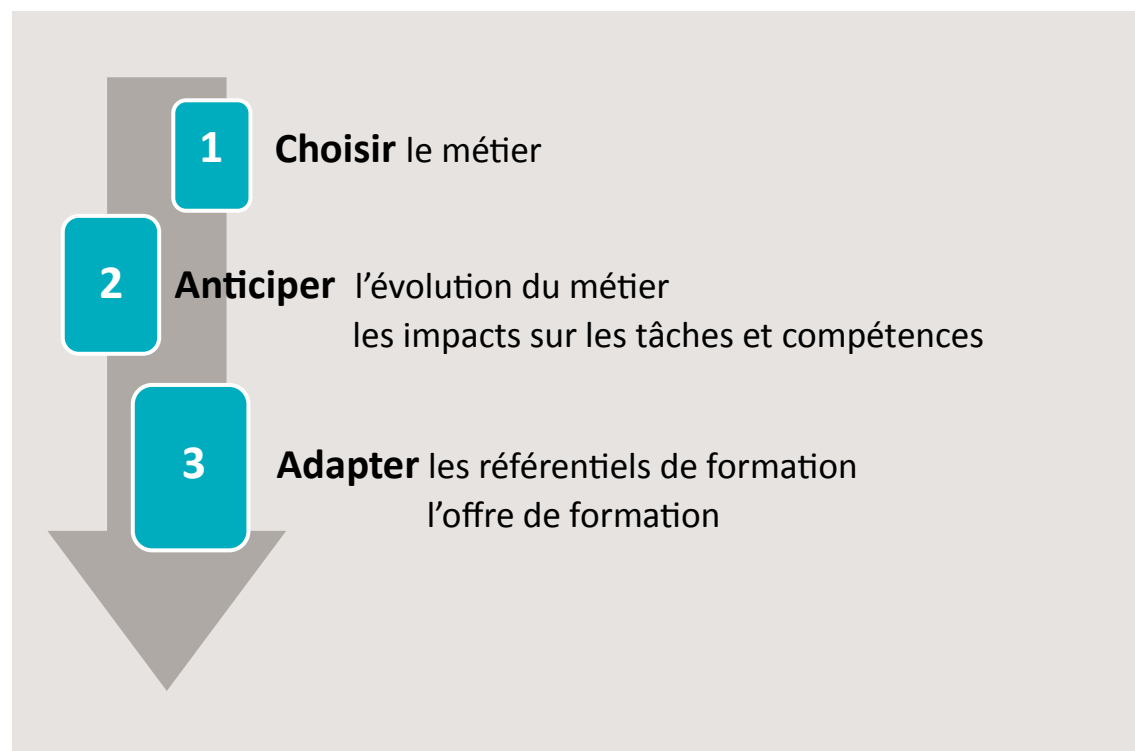 1 Choisir le métier
2 Anticiper l’évolution du métier
les impacts sur les tâches et compétences
3 Adapter les référentiels de formation
l’offre de formation